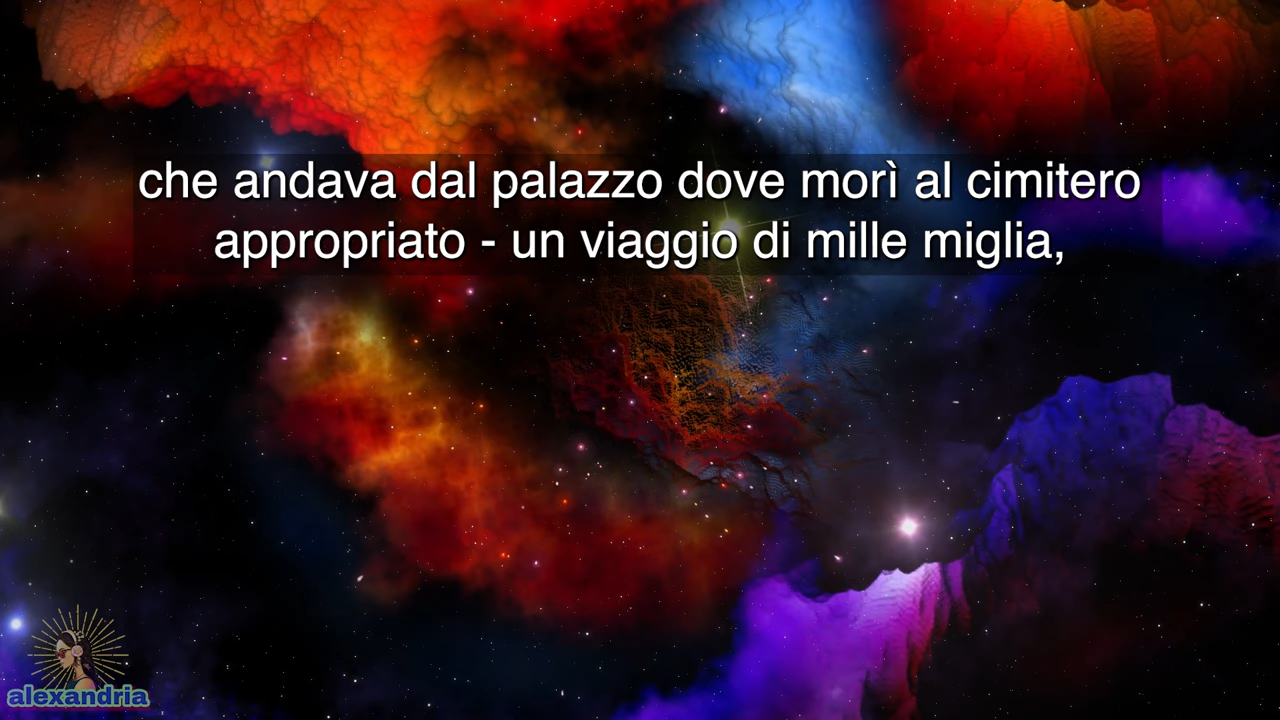 che andava dal palazzo dove morì al cimitero
appropriato - un viaggio di mille miglia,
alexandria